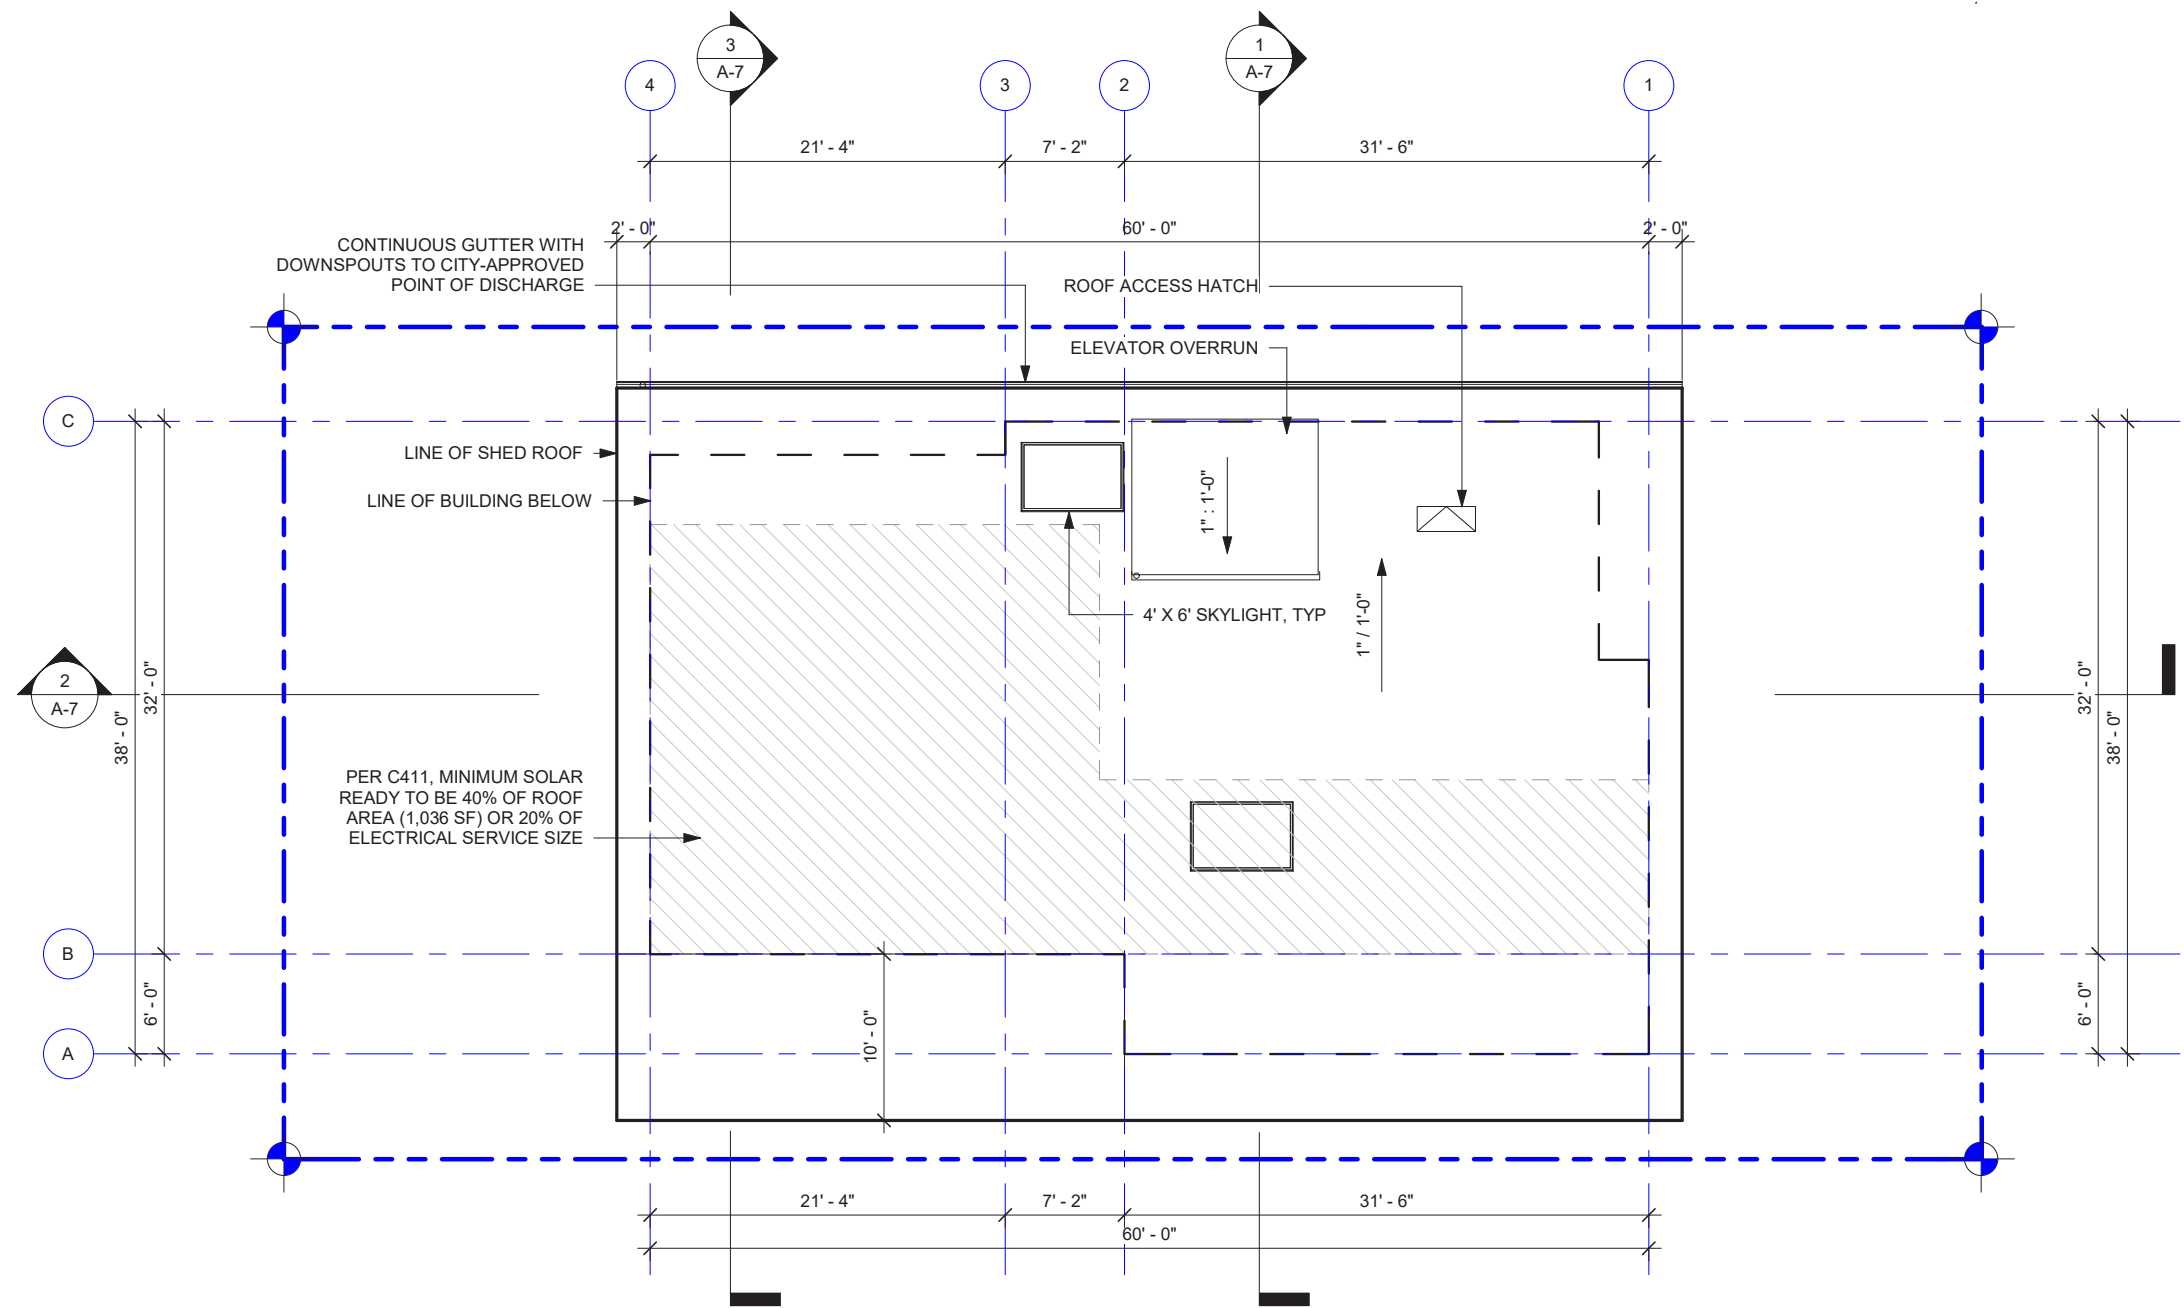 3
A-7
1
A-7
4
3
2
1
21' - 4"
7' - 2"
31' - 6"
2' - 0"
60' - 0"
2' - 0"
CONTINUOUS GUTTER WITH
DOWNSPOUTS TO CITY-APPROVED
POINT OF DISCHARGE
ROOF ACCESS HATCH
ELEVATOR OVERRUN
C
LINE OF SHED ROOF
LINE OF BUILDING BELOW
1" : 1'-0"
4' X 6' SKYLIGHT, TYP
1" / 1'-0"
2
A-7
32' - 0"
38' - 0"
32' - 0"
38' - 0"
PER C411, MINIMUM SOLAR
READY TO BE 40% OF ROOF
AREA (1,036 SF) OR 20% OF
ELECTRICAL SERVICE SIZE
B
6' - 0"
10' - 0"
6' - 0"
A
21' - 4"
7' - 2"
31' - 6"
60' - 0"